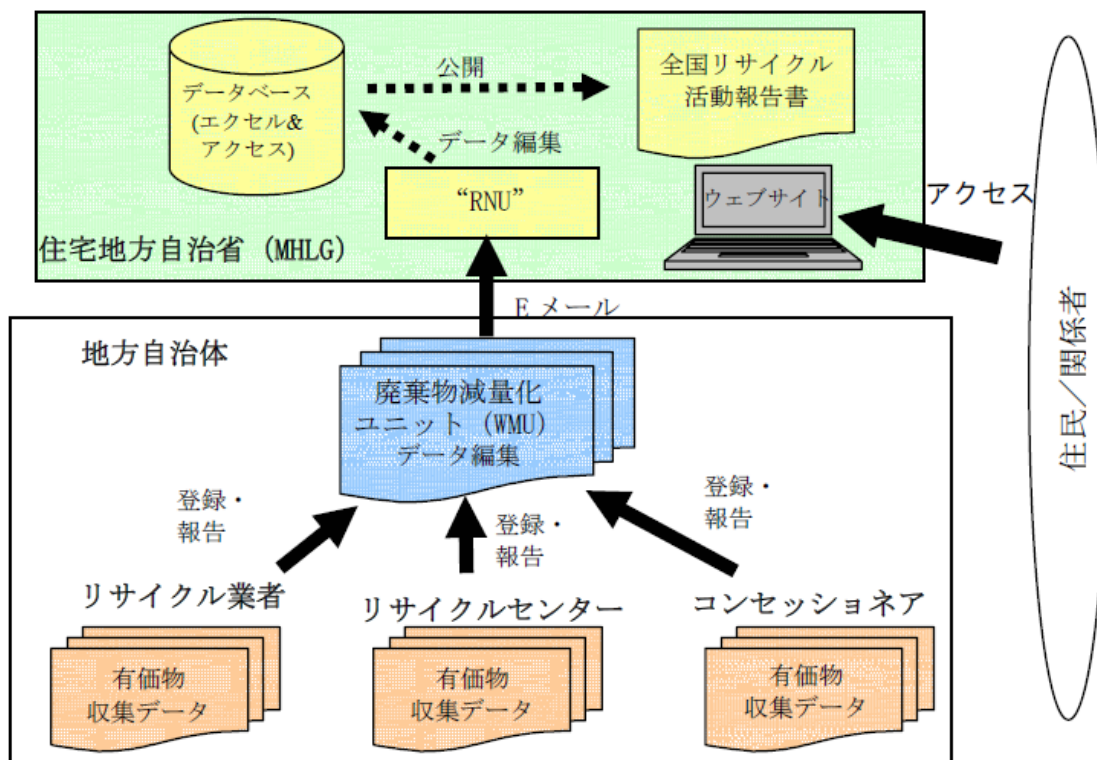 データベース
(エクセル&
アクセス)
公開
全国リサイクル
活動報告書
データ編集
“RNU”
ウェブサイト
アクセス
住宅地方自治省 (MHLG)
Eメール
住民/関係者
地方自治体
廃棄物減量化
ユニット (WMU)
データ編集
登録・
報告
登録・
報告
登録・
報告
リサイクル業者
リサイクルセンター
コンセッショネア
有価物
収集データ
有価物
収集データ
有価物
収集データ